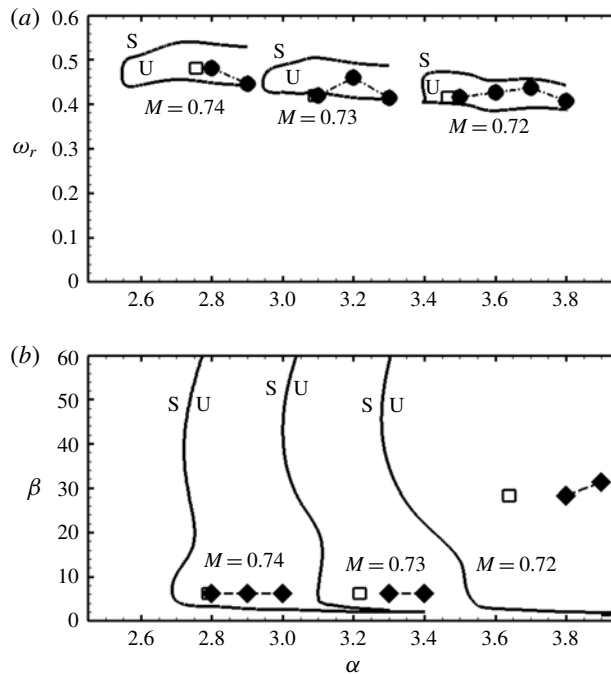 (a)
0.6
S
S
0.5
S
U
U
U
0.4
M = 0.74
M = 0.73
M = 0.72
ωr
0.3
0.2
0.1
0
2.6 2.8 3.0 3.2 3.4 3.6 3.8
(b)
60
50
S U
S U
S U
40
β
30
20
M = 0.74
M = 0.73
M = 0.72
10
0
2.6 2.8 3.0 3.2 3.4 3.6 3.8
α